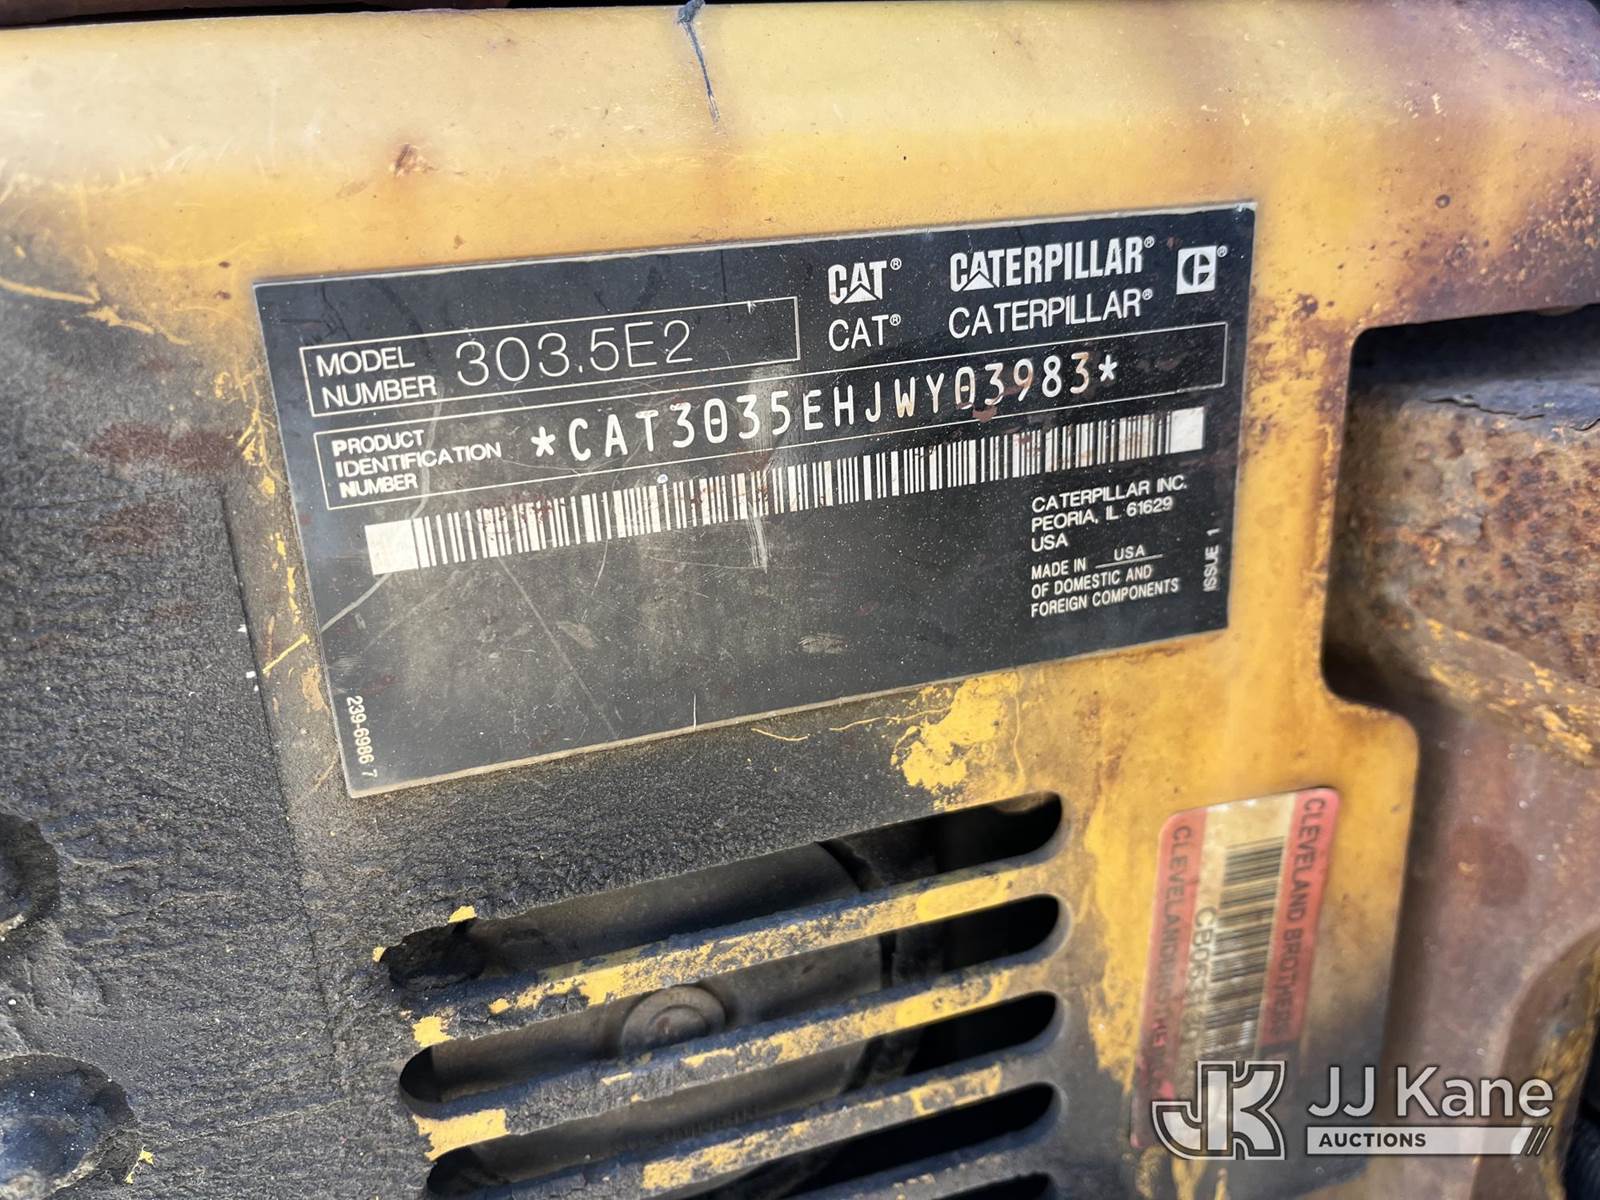 CAT® CATERPILLAR®
CAT® CATERPILLAR®
MODEL NUMBER 303.5E2
PRODUCT IDENTIFICATION NUMBER *CAT3035EHJWY03983*
CATERPILLAR INC.
PEORIA, IL 61629
USA
MADE IN USA
OF DOMESTIC AND
FOREIGN COMPONENTS
ISSUE 1
239-6986 7
CLEVELAND BROTHERS
JJ Kane
AUCTIONS